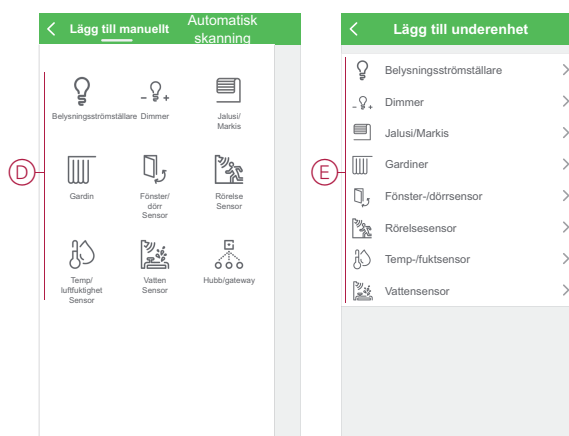 Lägg till manuellt
Automatisk
skanning
Belysningsströmställare
Dimmer
Jalusi/
Markis
Gardin
Fönster/
dörr
Sensor
Rörelse
Sensor
Temp/
luftfuktighet
Sensor
Vatten
Sensor
Hubb/gateway
D
Lägg till underenhet
Belysningsströmställare
Dimmer
Jalusi/Markis
Gardiner
Fönster-/dörrsensor
Rörelsesensor
Temp-/fuktsensor
Vattensensor
E